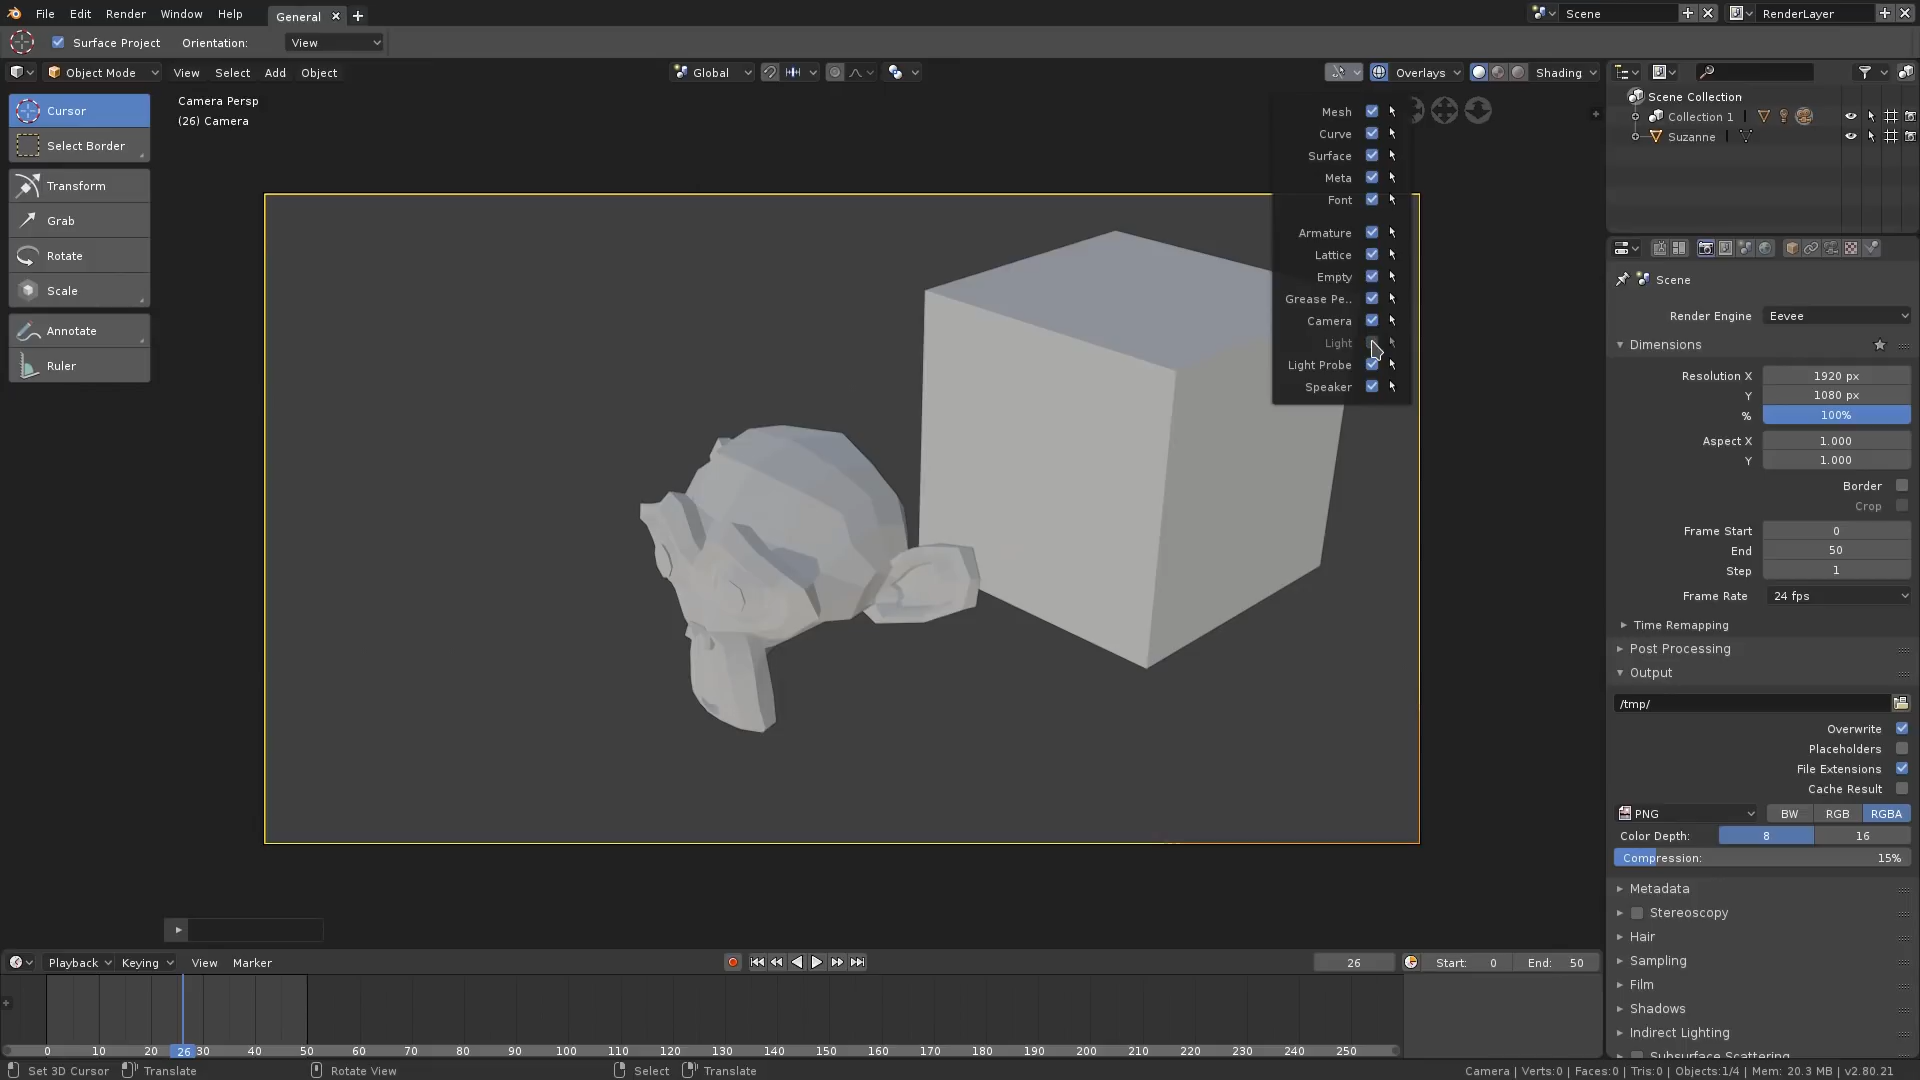 File Edit Render Window Help General Scene RenderLayer
Surface Project Orientation: View
Object Mode View Select Add Object Global Overlays Shading
Cursor
Select Border
Transform
Grab
Rotate
Scale
Annotate
Ruler
Camera Persp
(26) Camera
Mesh
Curve
Surface
Meta
Font
Armature
Lattice
Empty
Grease Pe..
Camera
Light
Light Probe
Speaker
Scene Collection
Collection 1
Suzanne
Scene
Render Engine Eevee
Dimensions
Resolution X 1920 px
Y 1080 px
% 100%
Aspect X 1.000
Y 1.000
Border
Crop
Frame Start 0
End 50
Step 1
Frame Rate 24 fps
Time Remapping
Post Processing
Output
/tmp/
Overwrite
Placeholders
File Extensions
Cache Result
PNG BW RGB RGBA
Color Depth: 8 16
Compression: 15%
Metadata
Stereoscopy
Hair
Sampling
Film
Shadows
Indirect Lighting
Subsurface Scattering
Playback Keying View Marker 26 Start: 0 End: 50
0 10 20 26 30 40 50 60 70 80 90 100 110 120 130 140 150 160 170 180 190 200 210 220 230 240 250
Set 3D Cursor Translate Rotate View Select Translate Camera | Verts:0 | Faces:0 | Tris:0 | Objects:1/4 | Mem: 20.3 MB | v2.80.21